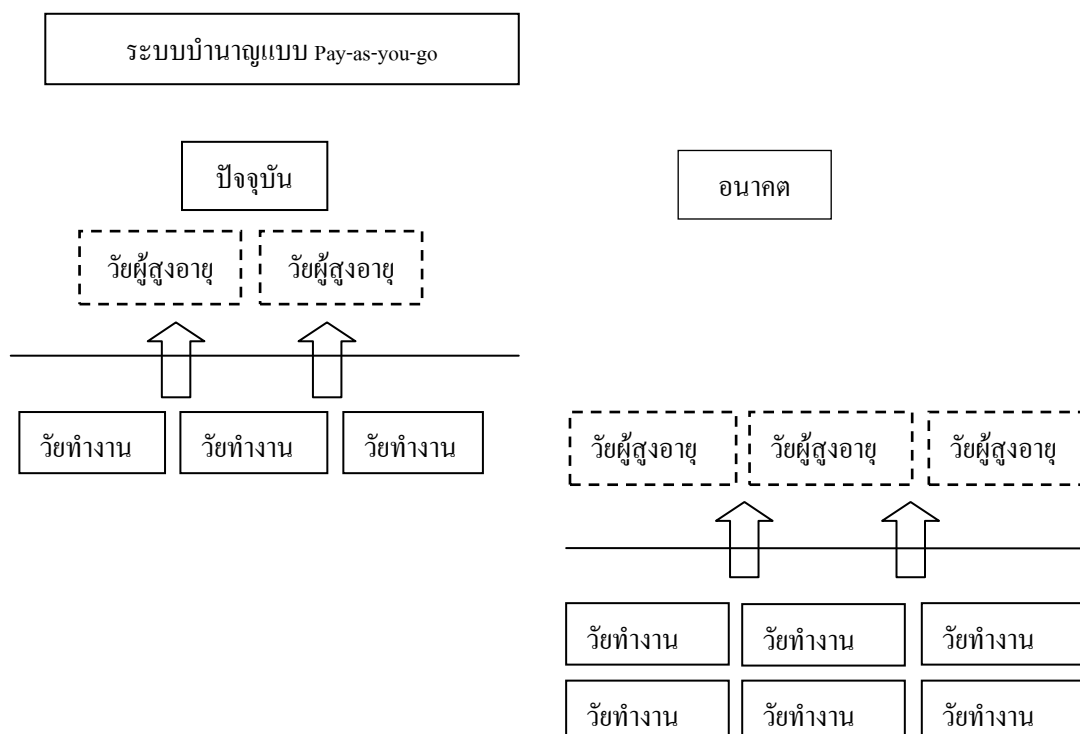 ระบบบำนาญแบบ Pay-as-you-go
ปัจจุบัน
อนาคต
วัยผู้สูงอายุ วัยผู้สูงอายุ
วัยทำงาน วัยทำงาน วัยทำงาน
วัยผู้สูงอายุ วัยผู้สูงอายุ วัยผู้สูงอายุ
วัยทำงาน วัยทำงาน วัยทำงาน
วัยทำงาน วัยทำงาน วัยทำงาน